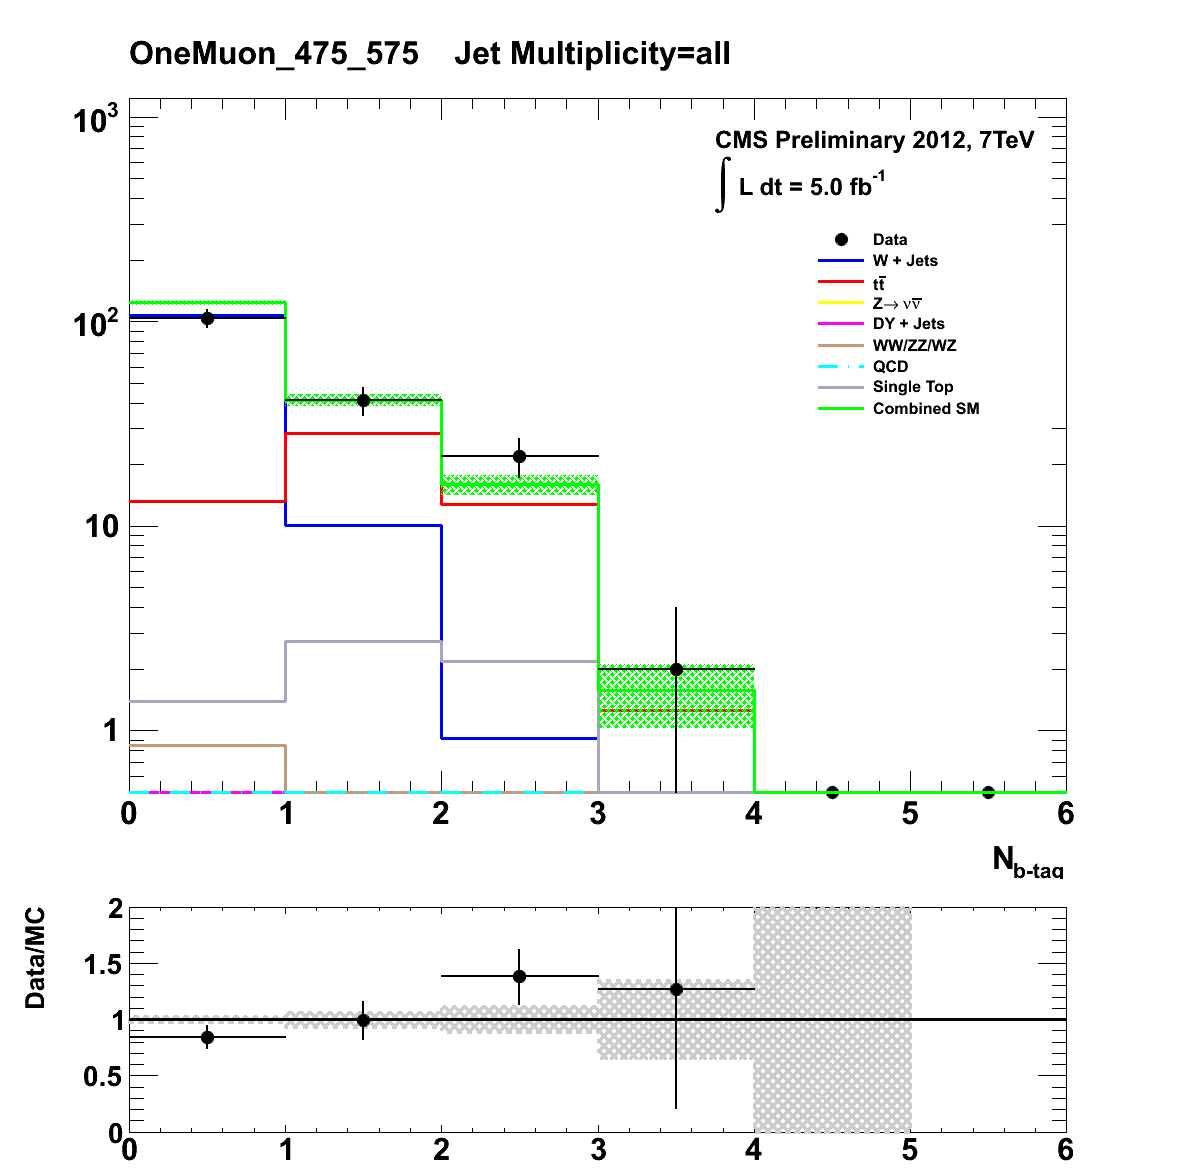 OneMuon_475_575 Jet Multiplicity=all
10³
10²
10
1
CMS Preliminary 2012, 7TeV
∫ L dt = 5.0 fb⁻¹
Data
W + Jets
tt̅
Z→ νν̅
DY + Jets
WW/ZZ/WZ
QCD
Single Top
Combined SM
0 1 2 3 4 5 6
N b-tag
Data/MC
2
1.5
1
0.5
0
0 1 2 3 4 5 6